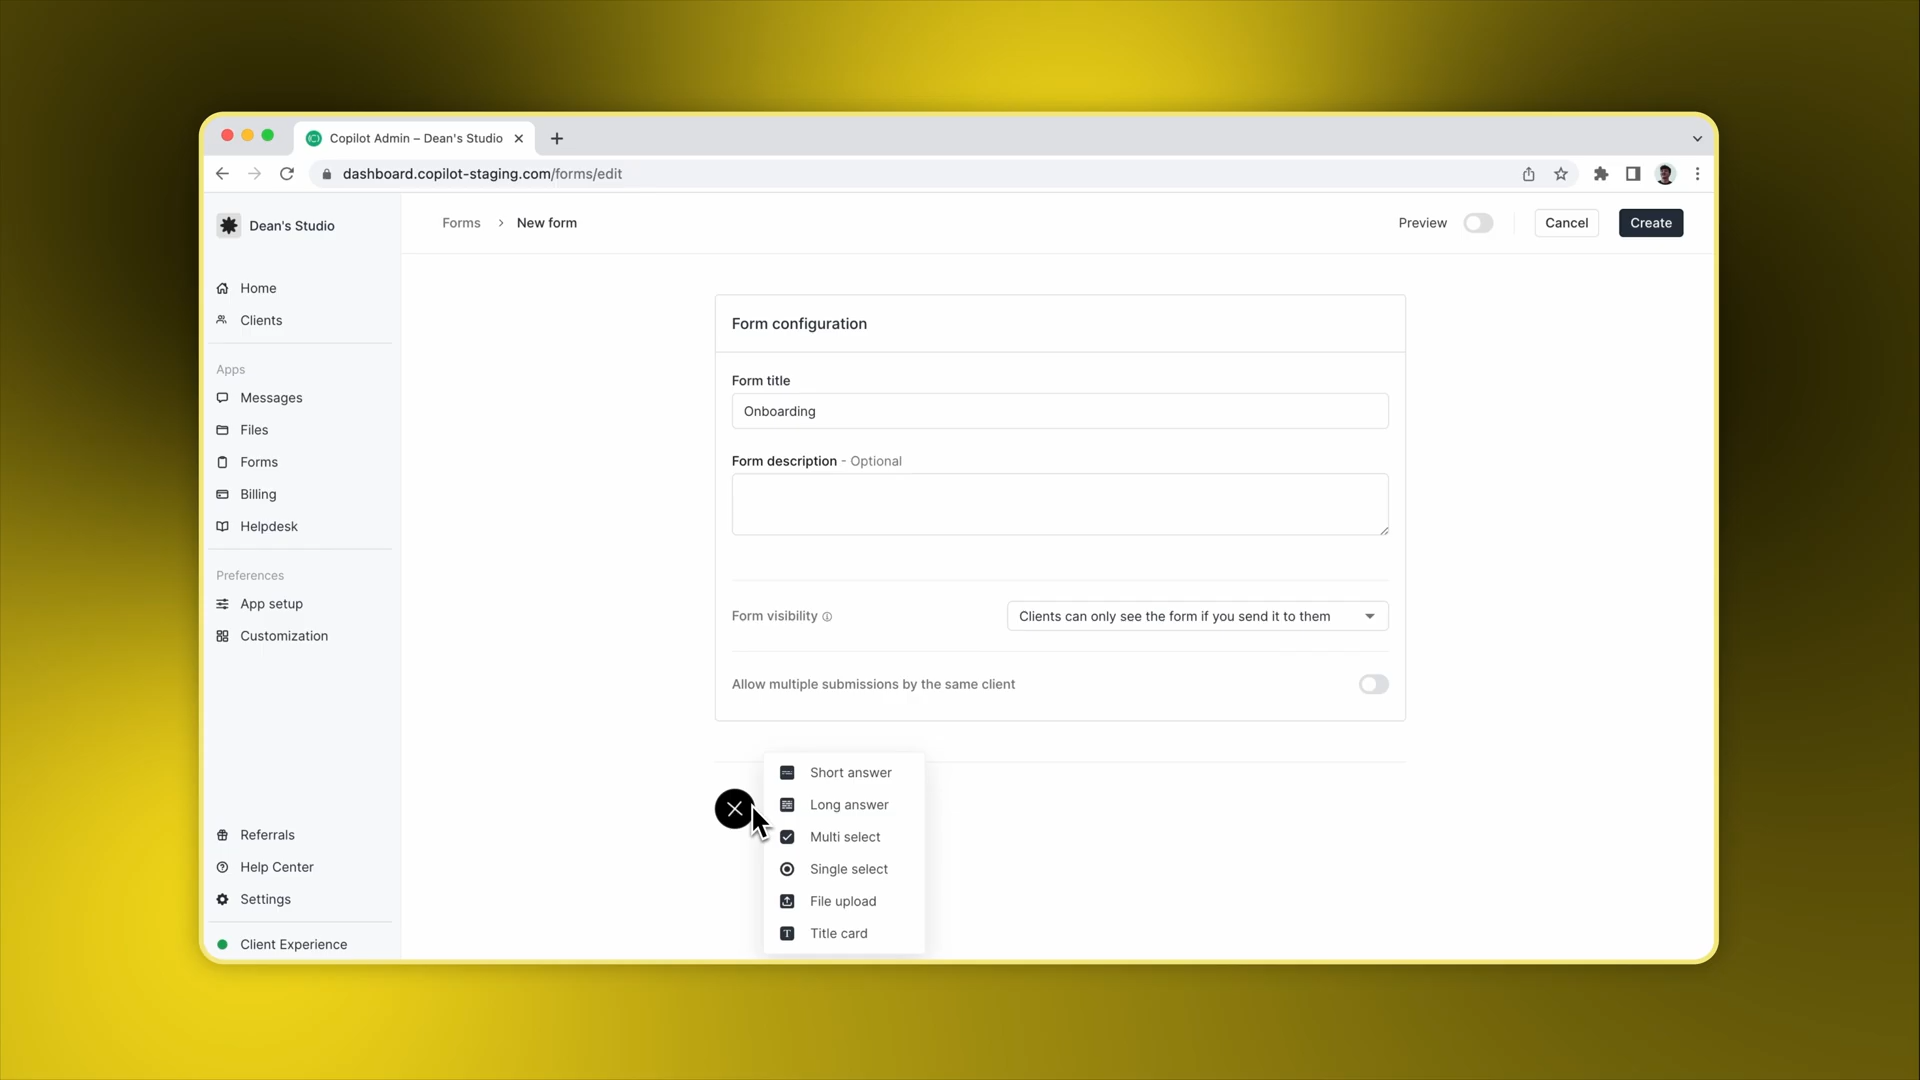 Copilot Admin – Dean's Studio
dashboard.copilot-staging.com/forms/edit
Dean's Studio
Home
Clients
Apps
Messages
Files
Forms
Billing
Helpdesk
Preferences
App setup
Customization
Referrals
Help Center
Settings
Client Experience
Forms > New form
Preview
Cancel
Create
Form configuration
Form title
Onboarding
Form description - Optional
Form visibility
Clients can only see the form if you send it to them
Allow multiple submissions by the same client
Short answer
Long answer
Multi select
Single select
File upload
T Title card